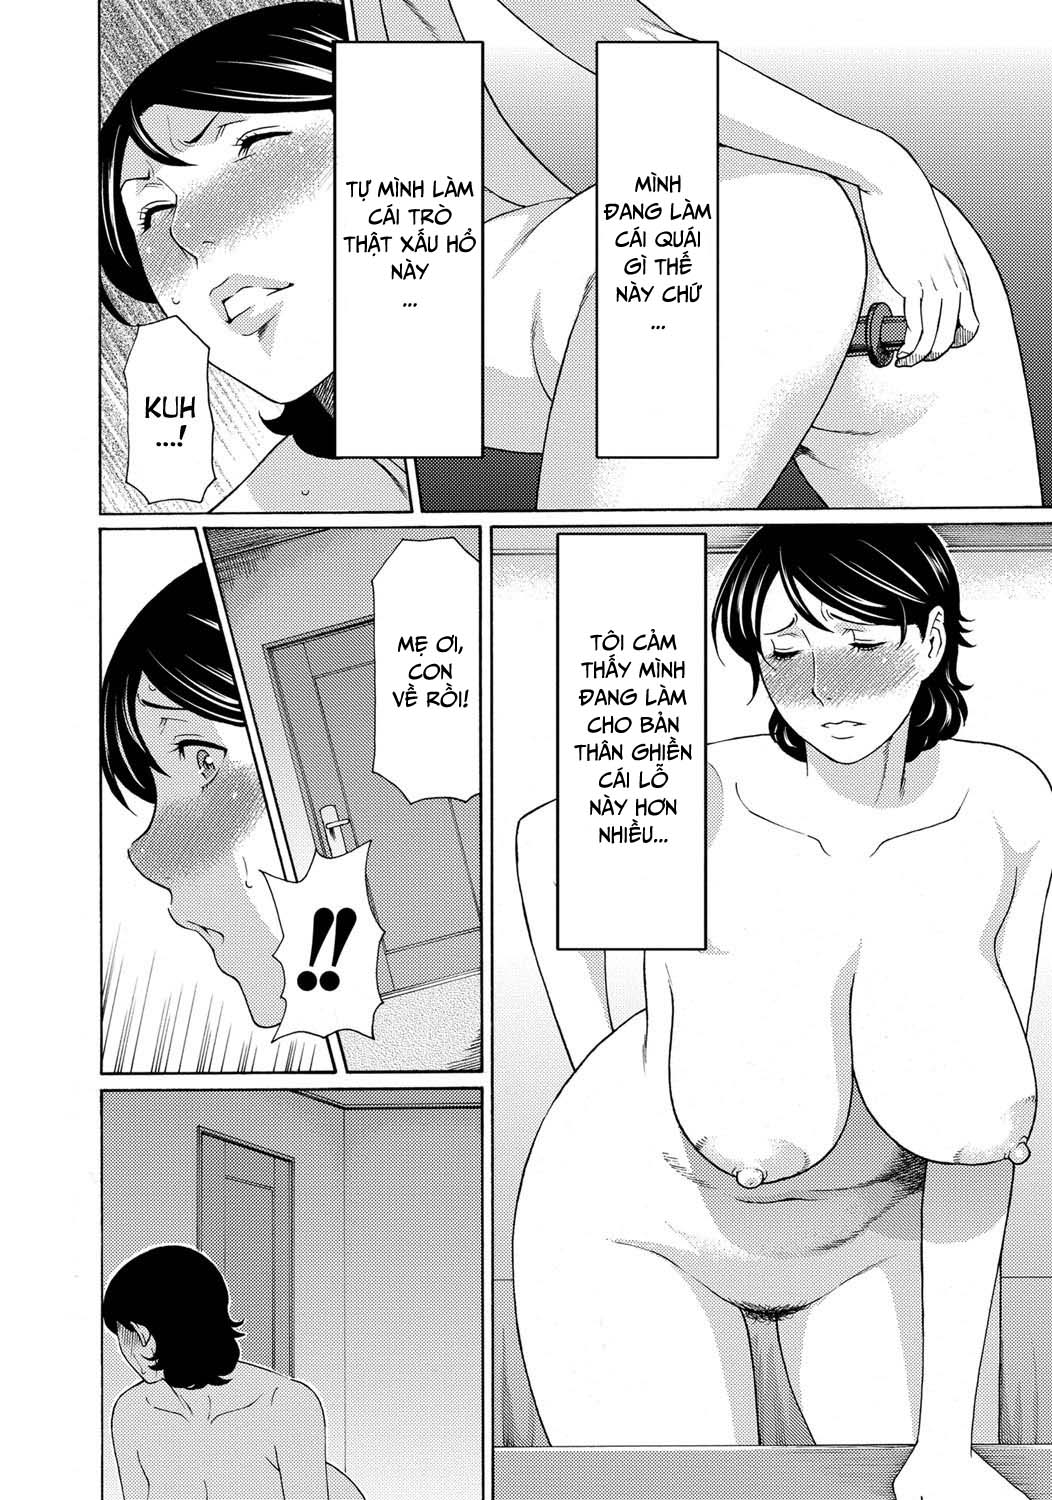 MÌNH
ĐANG LÀM
CÁI QUÁI
GÌ THẾ
NÀY CHỨ
...
TỰ MÌNH LÀM
CÁI TRÒ
THẬT XẤU HỔ
NÀY
...
KUH
...!
TÔI CẢM
THẤY MÌNH
ĐANG LÀM
CHO BẢN
THÂN GHIỀN
CÁI LỖ
NÀY HƠN
NHIỀU...
MẸ ƠI,
CON
VỀ RỒI!
!!